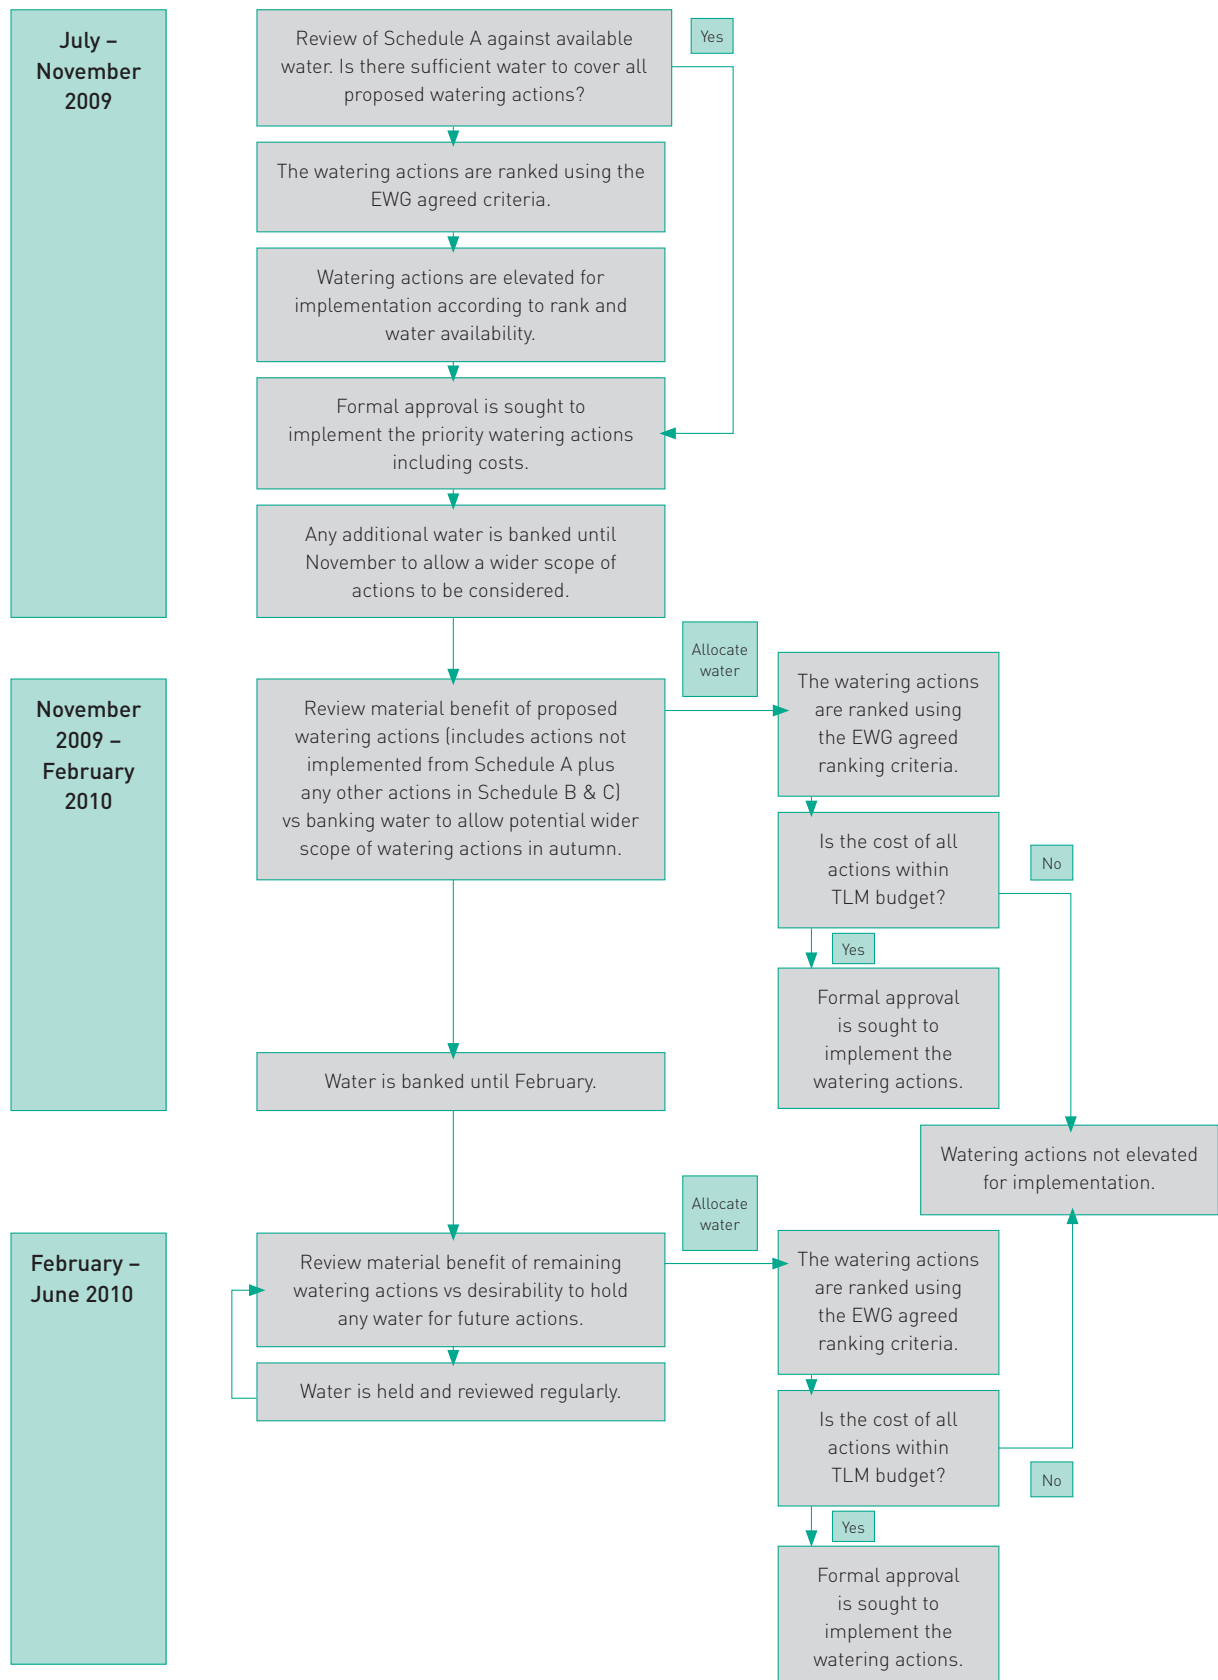 July –
November
2009
Review of Schedule A against available
water. Is there sufficient water to cover all
proposed watering actions?
Yes
The watering actions are ranked using the
EWG agreed criteria.
Watering actions are elevated for
implementation according to rank and
water availability.
Formal approval is sought to
implement the priority watering actions
including costs.
Any additional water is banked until
November to allow a wider scope of
actions to be considered.
November
2009 –
February
2010
Review material benefit of proposed
watering actions (includes actions not
implemented from Schedule A plus
any other actions in Schedule B & C)
vs banking water to allow potential wider
scope of watering actions in autumn.
Allocate
water
The watering actions
are ranked using
the EWG agreed
ranking criteria.
Is the cost of all
actions within
TLM budget?
No
Yes
Formal approval
is sought to
implement the
watering actions.
Water is banked until February.
Watering actions not elevated
for implementation.
February –
June 2010
Review material benefit of remaining
watering actions vs desirability to hold
any water for future actions.
Allocate
water
The watering actions
are ranked using
the EWG agreed
ranking criteria.
Water is held and reviewed regularly.
Is the cost of all
actions within
TLM budget?
No
Yes
Formal approval
is sought to
implement the
watering actions.